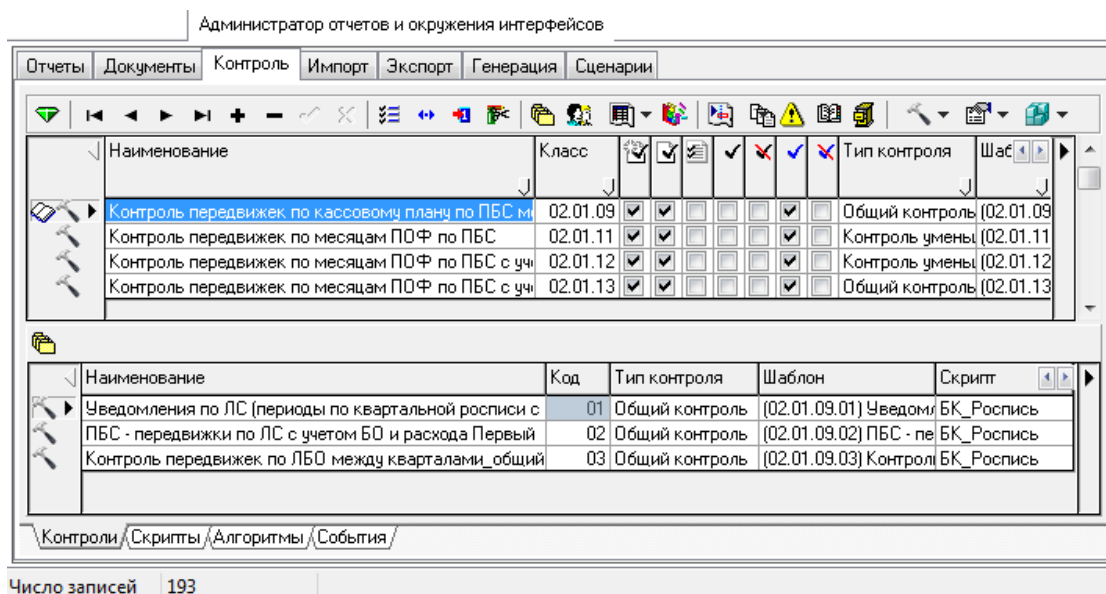 Администратор отчетов и окружения интерфейсов
Отчеты Документы Контроль Импорт Экспорт Генерация Сценарии
Наименование Класс Тип контроля
Контроль передвижек по кассовому плану по ПБС 02.01.09 Общий контроль (02.01.09
Контроль передвижек по месяцам ПОФ по ПБС 02.01.11 Контроль (02.01.11
Контроль передвижек по месяцам ПОФ по ПБС с 02.01.12 Контроль (02.01.12
Контроль передвижек по месяцам ПОФ по ПБС с 02.01.13 Общий контроль (02.01.13
Наименование Код Тип контроля Шаблон Скрипт
Уведомления по ЛС (периоды по квартальной росписи с 01 Общий контроль (02.01.09.01) БК_Роспись
ПБС - передвижки по ЛС с учетом БО и расхода Первый 02 Общий контроль (02.01.09.02) ПБС - пе БК_Роспись
Контроль передвижек по ЛБО между кварталами_общий 03 Общий контроль (02.01.09.03) БК_Роспись
Контроли Скрипты Алгоритмы События
Число записей 193